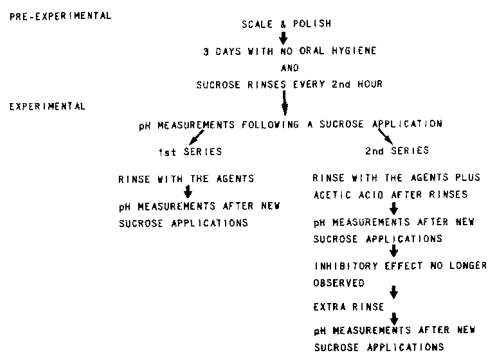 PRE-EXPERIMENTAL
SCALE & POLISH
3 DAYS WITH NO ORAL HYGIENE
AND
SUCROSE RINSES EVERY 2nd HOUR
EXPERIMENTAL
pH MEASUREMENTS FOLLOWING A SUCROSE APPLICATION
1st SERIES
RINSE WITH THE AGENTS
pH MEASUREMENTS AFTER NEW
SUCROSE APPLICATIONS
2nd SERIES
RINSE WITH THE AGENTS PLUS
ACETIC ACID AFTER RINSES
pH MEASUREMENTS AFTER NEW
SUCROSE APPLICATIONS
INHIBITORY EFFECT NO LONGER
OBSERVED
EXTRA RINSE
pH MEASUREMENTS AFTER NEW
SUCROSE APPLICATIONS